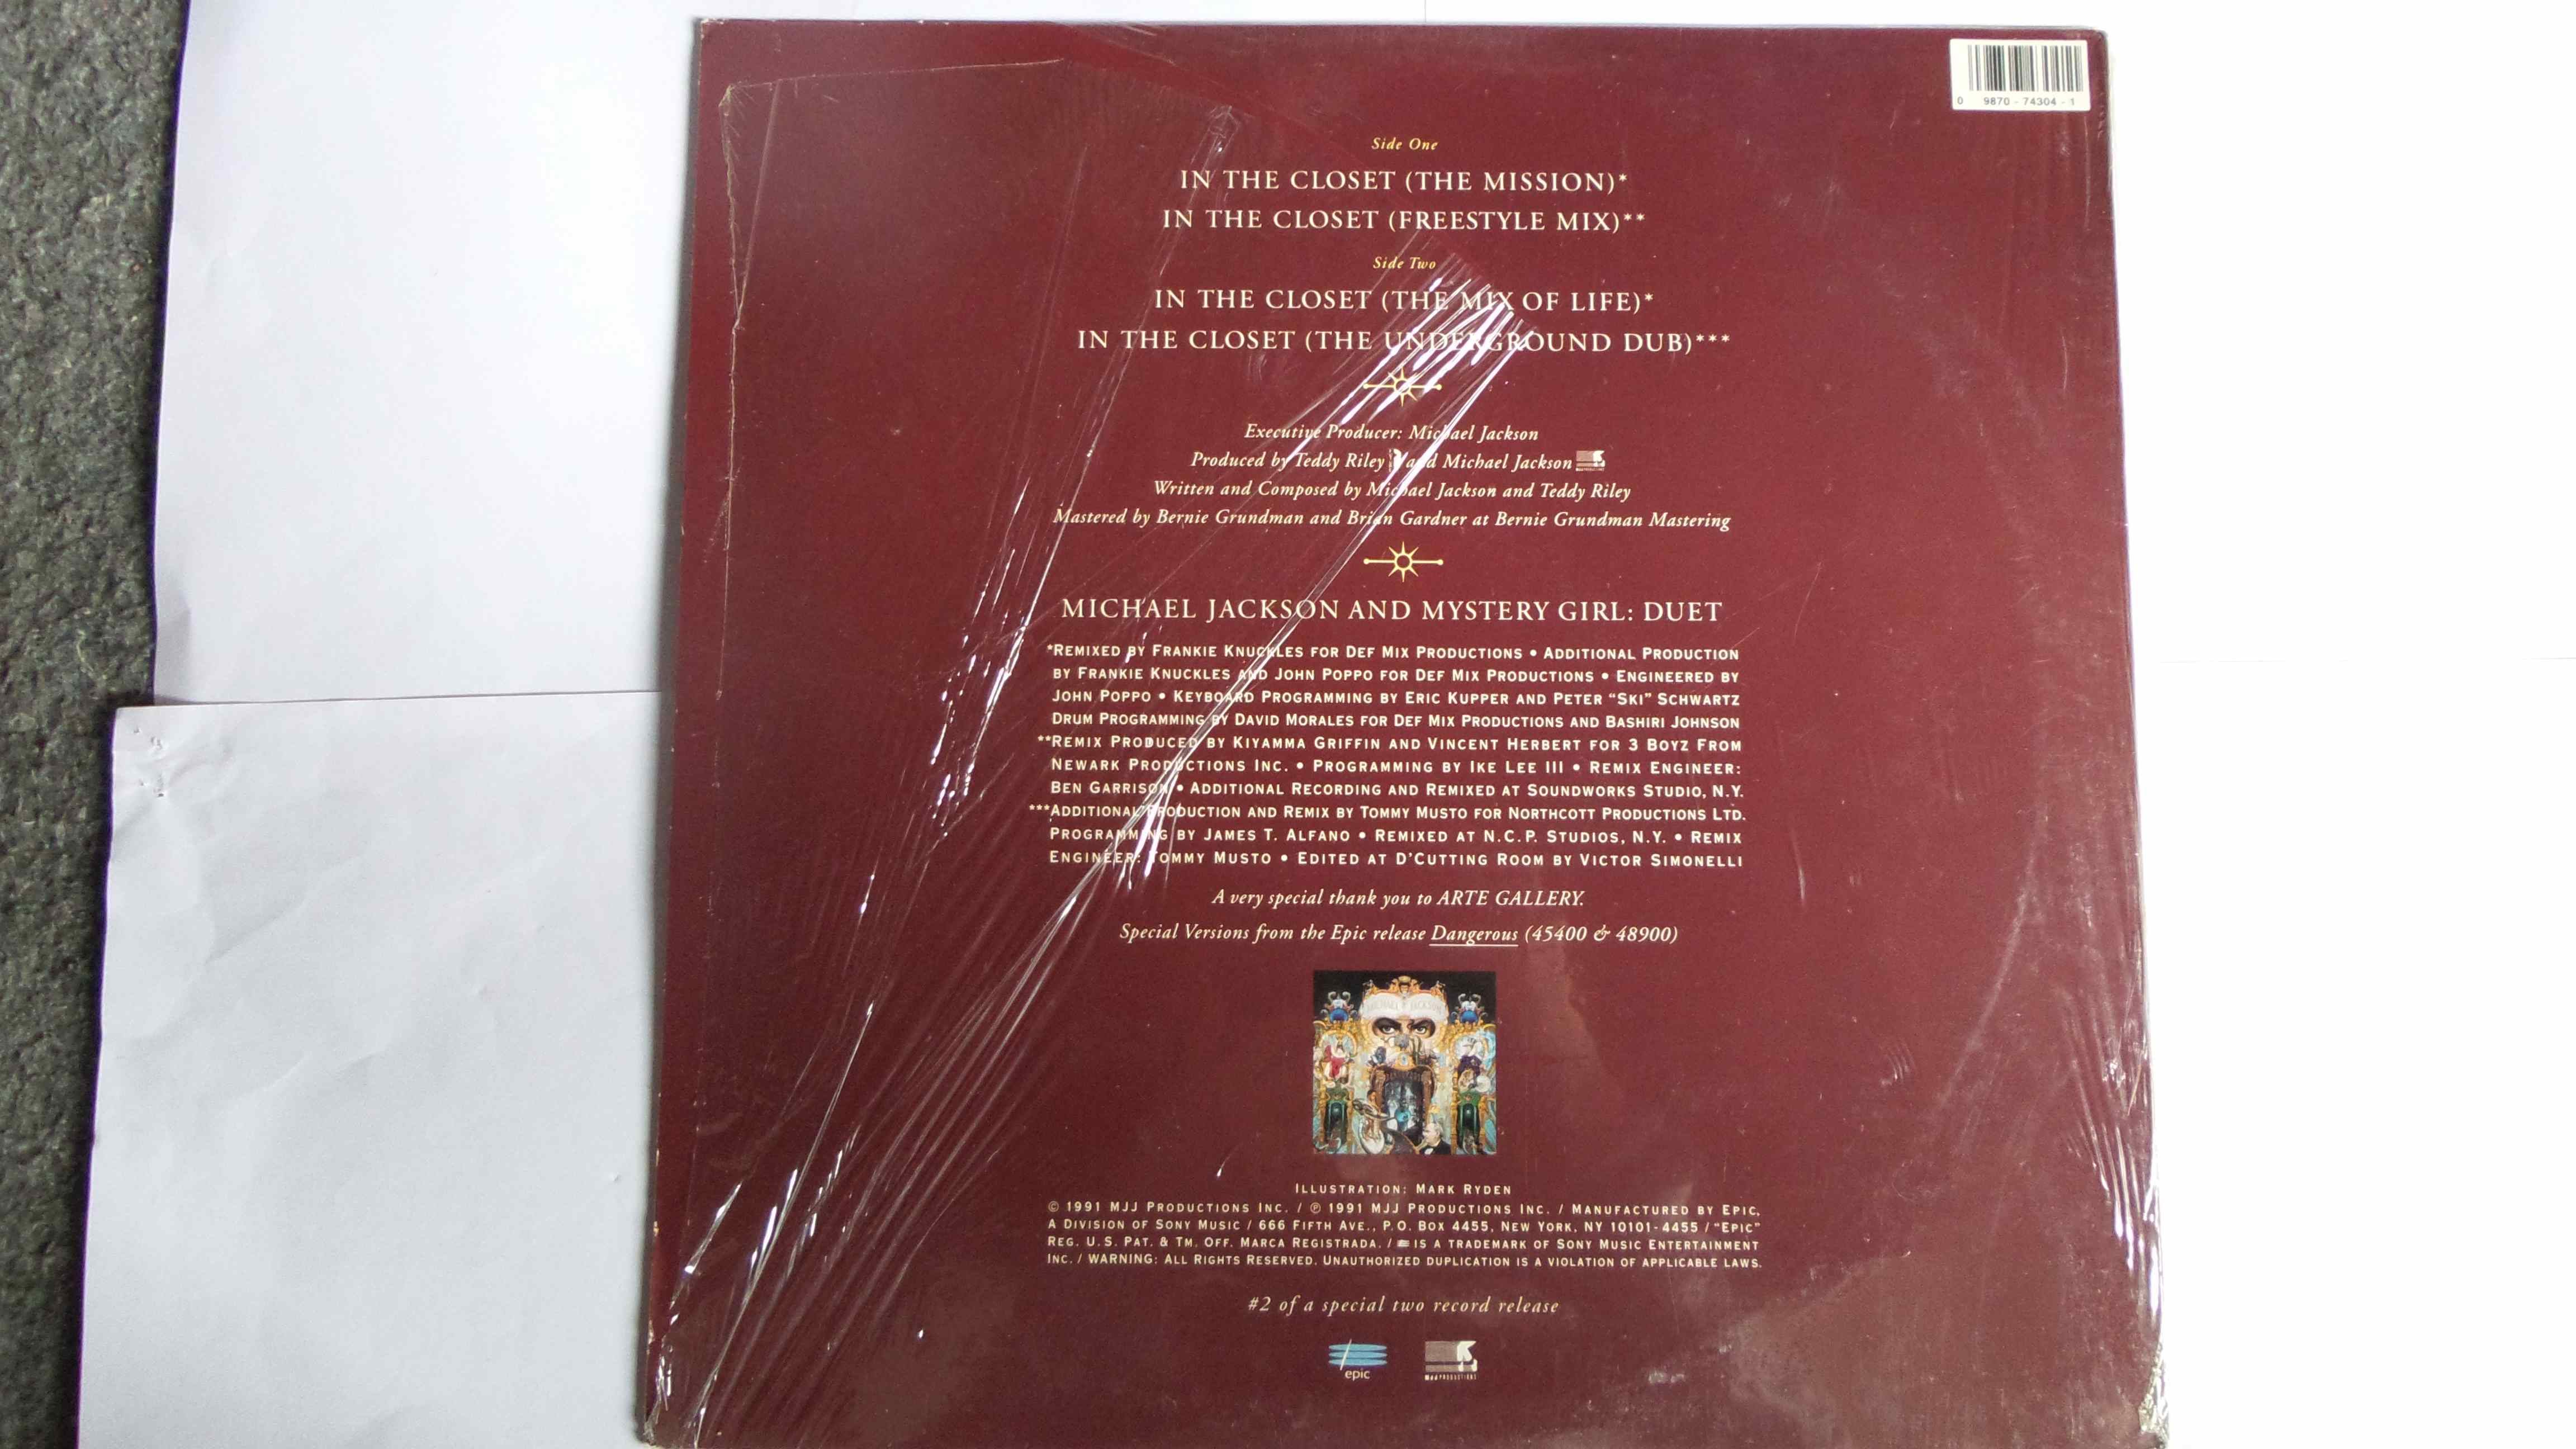 0 9870 - 74304 - 1
Side One
IN THE CLOSET (THE MISSION)*
IN THE CLOSET (FREESTYLE MIX)**
Side Two
IN THE CLOSET (THE MIX OF LIFE)*
IN THE CLOSET (THE UNDERGROUND DUB)***
Executive Producer: Michael Jackson
Produced by Teddy Riley and Michael Jackson
Written and Composed by Michael Jackson and Teddy Riley
Mastered by Bernie Grundman and Brian Gardner at Bernie Grundman Mastering
MICHAEL JACKSON AND MYSTERY GIRL: DUET
*REMIXED BY FRANKIE KNUCKLES FOR DEF MIX PRODUCTIONS • ADDITIONAL PRODUCTION
BY FRANKIE KNUCKLES AND JOHN POPPO FOR DEF MIX PRODUCTIONS • ENGINEERED BY
JOHN POPPO • KEYBOARD PROGRAMMING BY ERIC KUPPER AND PETER “SKI” SCHWARTZ
DRUM PROGRAMMING BY DAVID MORALES FOR DEF MIX PRODUCTIONS AND BASHIRI JOHNSON
**REMIX PRODUCED BY KIYAMMA GRIFFIN AND VINCENT HERBERT FOR 3 BOYZ FROM
NEWARK PRODUCTIONS INC. • PROGRAMMING BY IKE LEE III • REMIX ENGINEER:
BEN GARRISON • ADDITIONAL RECORDING AND REMIXED AT SOUNDWORKS STUDIO, N.Y.
***ADDITIONAL PRODUCTION AND REMIX BY TOMMY MUSTO FOR NORTHCOTT PRODUCTIONS LTD.
PROGRAMMING BY JAMES T. ALFANO • REMIXED AT N.C.P. STUDIOS, N.Y. • REMIX
ENGINEER: TOMMY MUSTO • EDITED AT D’CUTTING ROOM BY VICTOR SIMONELLI
A very special thank you to ARTE GALLERY.
Special Versions from the Epic release Dangerous (45400 & 48900)
MICHAEL JACKSON
ILLUSTRATION: MARK RYDEN
© 1991 MJJ PRODUCTIONS INC. / ℗ 1991 MJJ PRODUCTIONS INC. / MANUFACTURED BY EPIC,
A DIVISION OF SONY MUSIC / 666 FIFTH AVE., P.O. BOX 4455, NEW YORK, NY 10101-4455 / “EPIC”
REG. U.S. PAT. & TM. OFF. MARCA REGISTRADA. / IS A TRADEMARK OF SONY MUSIC ENTERTAINMENT
INC. / WARNING: ALL RIGHTS RESERVED. UNAUTHORIZED DUPLICATION IS A VIOLATION OF APPLICABLE LAWS.
#2 of a special two record release
epic
MJJ PRODUCTIONS